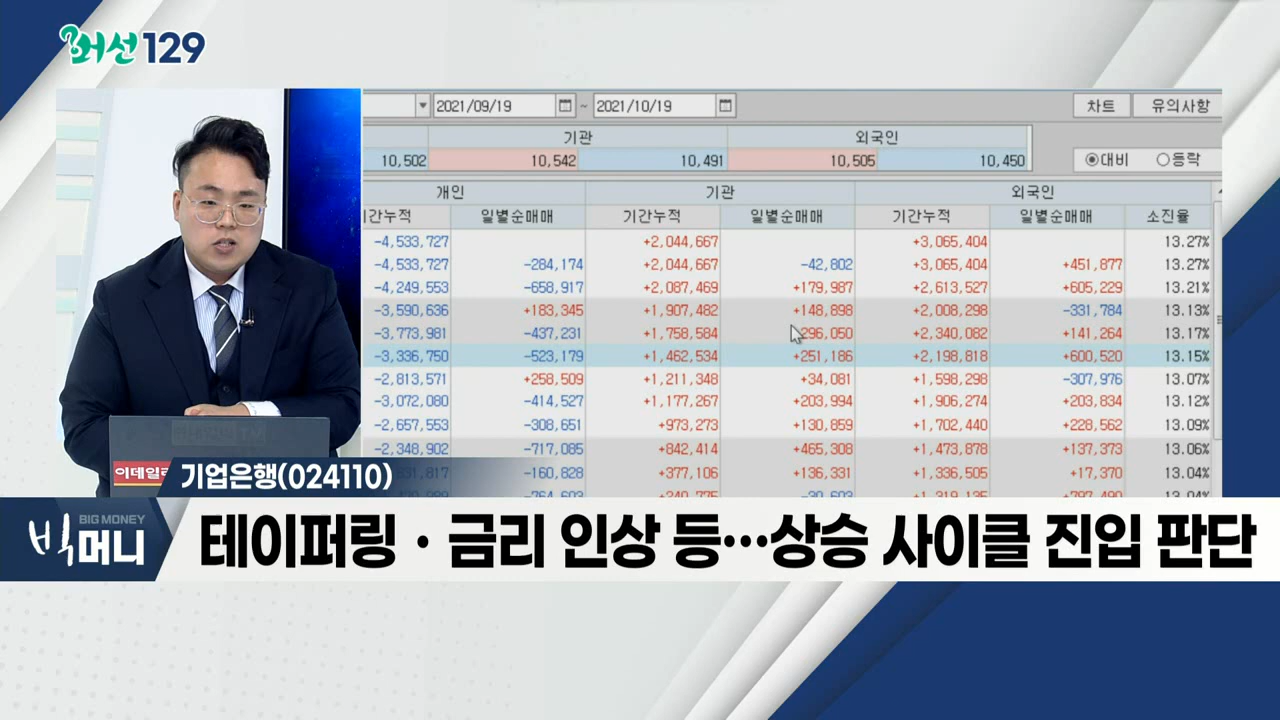 어선129
2021/09/19 ~ 2021/10/19 차트 유의사항
기관 외국인
10,502 10,542 10,491 10,505 10,450 대비 등락
개인 기관 외국인
기간누적 일별순매매 기간누적 일별순매매 기간누적 일별순매매 소진율
-4,533,727 +2,044,667 +3,065,404 13.27%
-4,533,727 -284,174 +2,044,667 -42,802 +3,065,404 +451,877 13.27%
-4,249,553 -658,917 +2,087,469 +179,987 +2,613,527 +605,229 13.21%
-3,590,636 +183,345 +1,907,482 +148,898 +2,008,298 -331,784 13.13%
-3,773,981 -437,231 +1,758,584 +296,050 +2,340,082 +141,264 13.17%
-3,336,750 -523,179 +1,462,534 +251,186 +2,198,818 +600,520 13.15%
-2,813,571 +258,509 +1,211,348 +34,081 +1,598,298 -307,976 13.07%
-3,072,080 -414,527 +1,177,267 +203,994 +1,906,274 +203,834 13.12%
-2,657,553 -308,651 +973,273 +130,859 +1,702,440 +228,562 13.09%
-2,348,902 -717,085 +842,414 +465,308 +1,473,878 +137,373 13.06%
-160,828 +377,106 +136,331 +1,336,505 +17,370 13.04%
이데일리
기업은행(024110)
BIG MONEY
빅머니
테이퍼링·금리 인상 등…상승 사이클 진입 판단